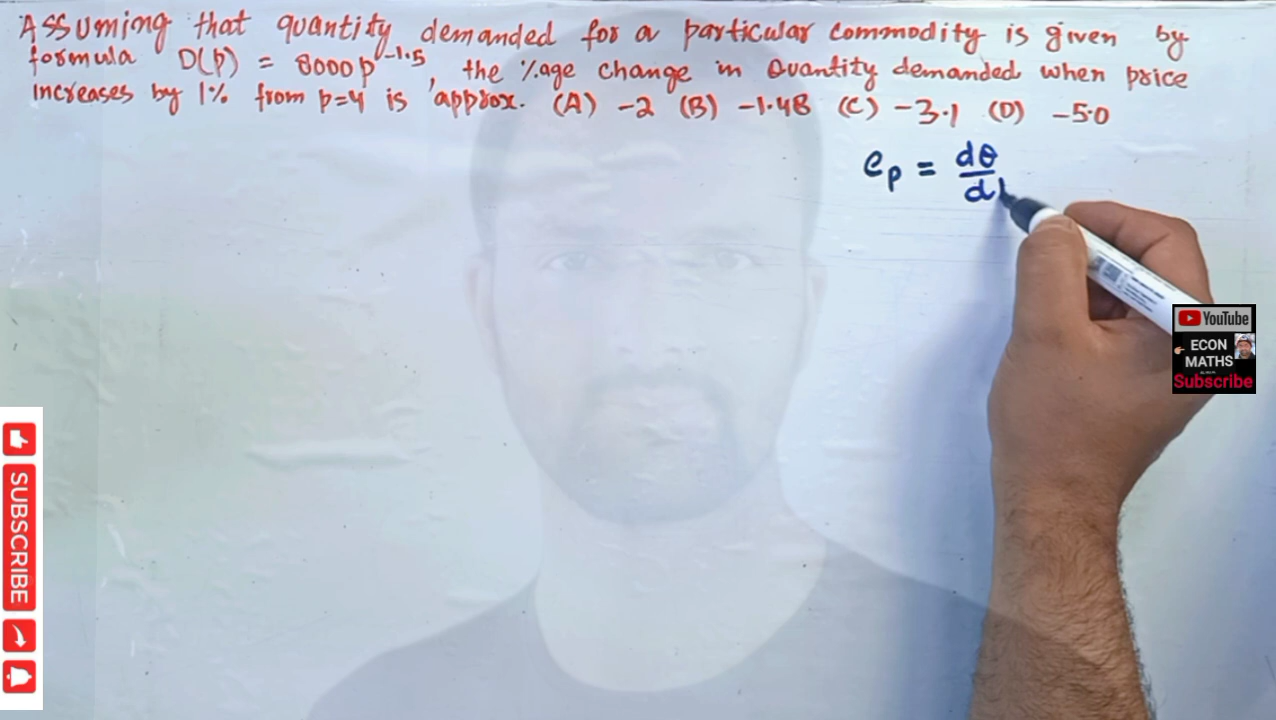 Assuming that quantity demanded for a particular commodity is given by
formula D(p) = 8000p^-1.5, the %age change in Quantity demanded when price
increases by 1% from p=4 is approx. (A) -2 (B) -1.48 (C) -3.1 (D) -5.0
ep = dQ
d
YouTube
ECON
MATHS
Subscribe
SUBSCRIBE